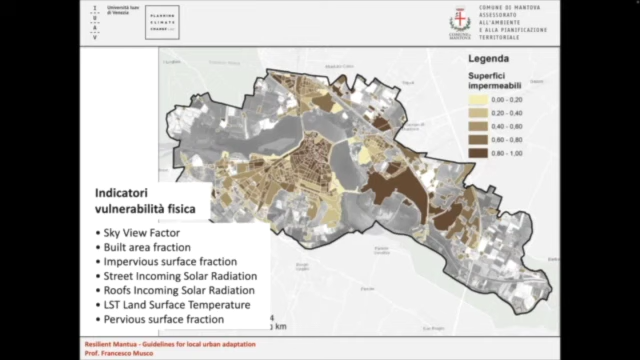 I
U
A
V
Università Iuav
di Venezia
PLANNING
CLIMATE
CHANGE
COMUNE DI
MANTOVA
COMUNE DI MANTOVA
ASSESSORATO
ALL'AMBIENTE
E ALLA PIANIFICAZIONE
TERRITORIALE
Legenda
Superfici
impermeabili
0,00 - 0,20
0,20 - 0,40
0,40 - 0,60
0,60 - 0,80
0,80 - 1,00
Indicatori
vulnerabilità fisica
• Sky View Factor
• Built area fraction
• Impervious surface fraction
• Street Incoming Solar Radiation
• Roofs Incoming Solar Radiation
• LST Land Surface Temperature
• Pervious surface fraction
4
km
Resilient Mantua - Guidelines for local urban adaptation
Prof. Francesco Musco